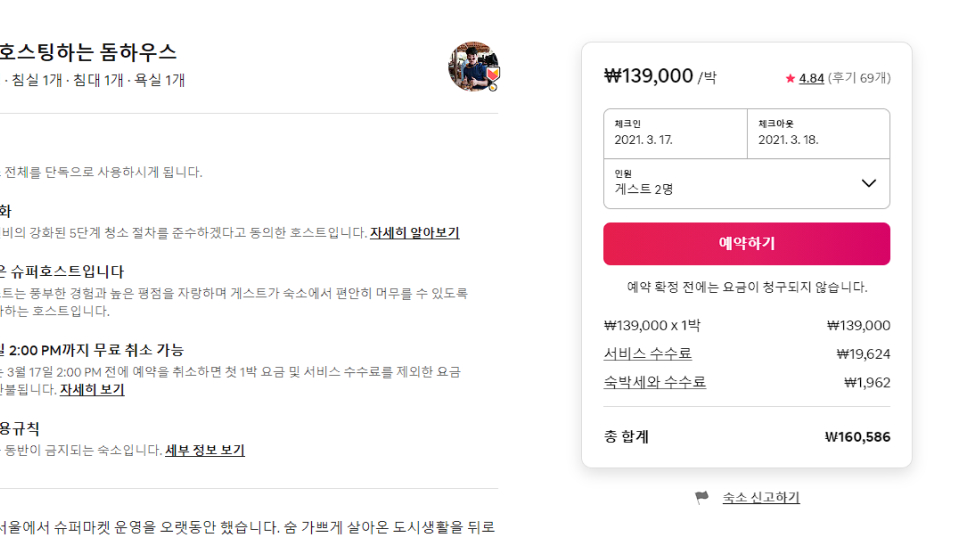 호스팅하는 돔하우스
· 침실 1개 · 침대 1개 · 욕실 1개
전체를 단독으로 사용하시게 됩니다.
화
비의 강화된 5단계 청소 절차를 준수하겠다고 동의한 호스트입니다. 자세히 알아보기
은 슈퍼호스트입니다
트는 풍부한 경험과 높은 평점을 자랑하며 게스트가 숙소에서 편안히 머무를 수 있도록
하는 호스트입니다.
일 2:00 PM까지 무료 취소 가능
는 3월 17일 2:00 PM 전에 예약을 취소하면 첫 1박 요금 및 서비스 수수료를 제외한 요금
환불됩니다. 자세히 보기
용규칙
동반이 금지되는 숙소입니다. 세부 정보 보기
서울에서 슈퍼마켓 운영을 오랫동안 했습니다. 숨 가쁘게 살아온 도시생활을 뒤로
₩139,000 /박
★ 4.84 (후기 69개)
체크인
2021. 3. 17.
체크아웃
2021. 3. 18.
인원
게스트 2명
예약하기
예약 확정 전에는 요금이 청구되지 않습니다.
₩139,000 x 1박 ₩139,000
서비스 수수료 ₩19,624
숙박세와 수수료 ₩1,962
총 합계 ₩160,586
숙소 신고하기